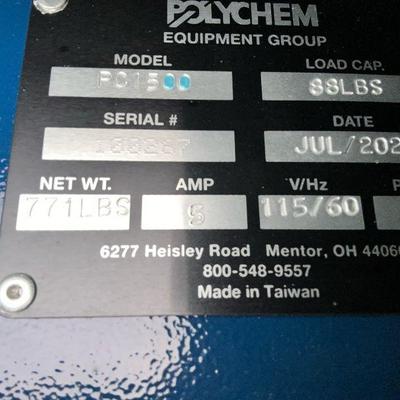 POLYCHEM
EQUIPMENT GROUP
MODEL LOAD CAP.
PC1500 88LBS
SERIAL # DATE
JUL/202
NET WT. AMP V/Hz P
771LBS 5 115/60
6277 Heisley Road Mentor, OH 44060
800-548-9557
Made in Taiwan